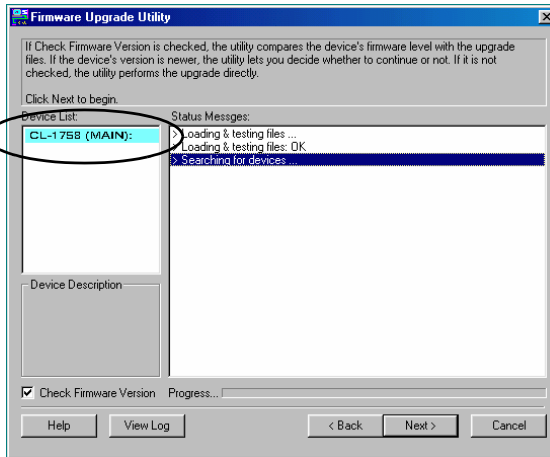 Firmware Upgrade Utility
If Check Firmware Version is checked, the utility compares the device's firmware level with the upgrade
files. If the device's version is newer, the utility lets you decide whether to continue or not. If it is not
checked, the utility performs the upgrade directly.
Click Next to begin.
Device List:
Status Messges:
CL-1758 (MAIN):
> Loading & testing files ...
> Loading & testing files: OK
> Searching for devices ...
Device Description
Check Firmware Version
Progress...
Help
View Log
< Back
Next >
Cancel